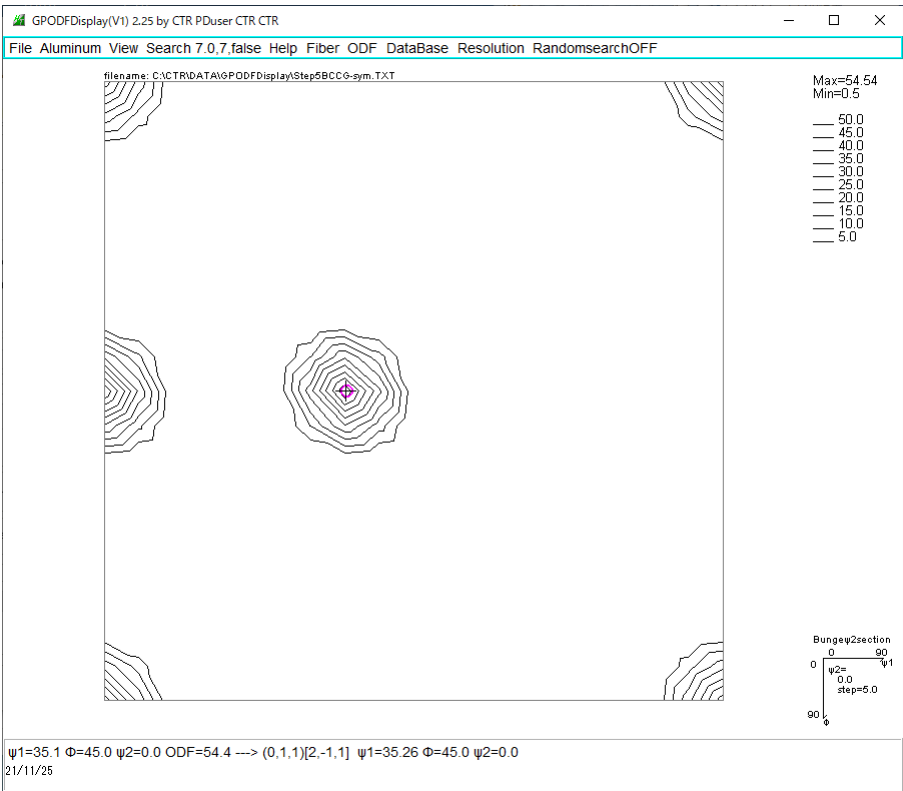 GPODFDisplay(V1) 2.25 by CTR PDuser CTR CTR
File Aluminum View Search 7.0,7,false Help Fiber ODF DataBase Resolution RandomsearchOFF
filename: C:\CTR\DATA\GPODFDisplay\Step5BCCG-sym.TXT
Max=54.54
Min=0.5
50.0
45.0
40.0
35.0
30.0
25.0
20.0
15.0
10.0
5.0
Bungeψ2section
0 90
0 ψ1
ψ2=
0.0
step=5.0
90
Φ
ψ1=35.1 Φ=45.0 ψ2=0.0 ODF=54.4 ---> (0,1,1)[2,-1,1] ψ1=35.26 Φ=45.0 ψ2=0.0
21/11/25